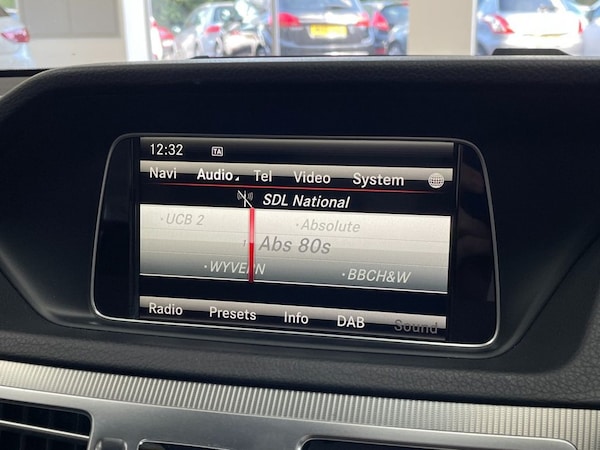 12:32 TA
Navi Audio Tel Video System
SDL National
UCB 2 ·Absolute
Abs 80s
·WYVERN ·BBCH&W
Radio Presets Info DAB Sound